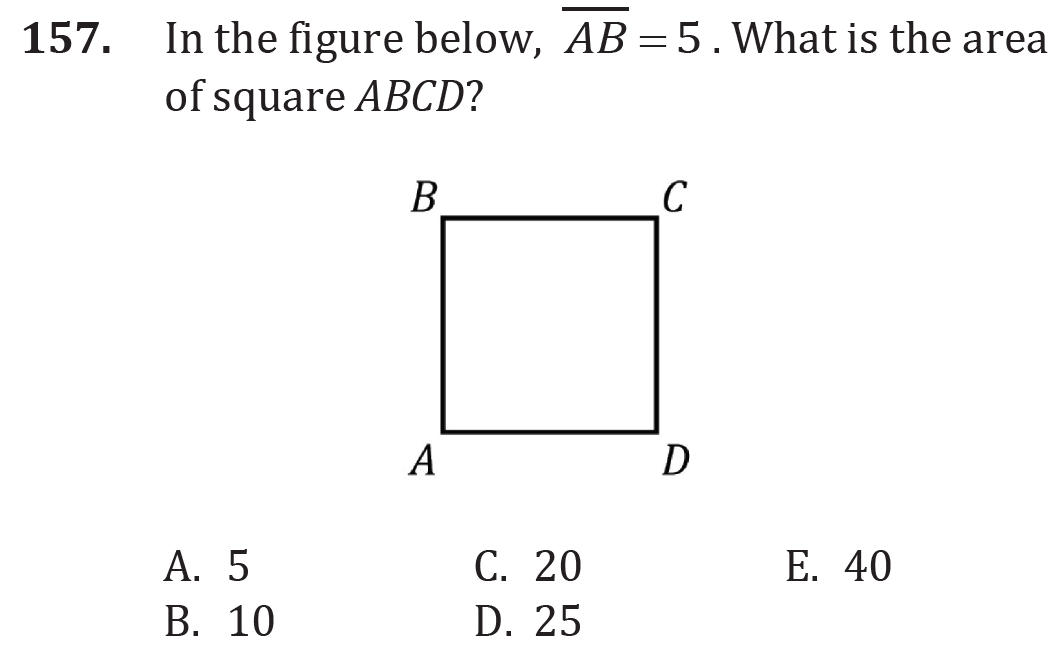 157. In the figure below, AB = 5. What is the area
of square ABCD?
B C
A D
A. 5 C. 20 E. 40
B. 10 D. 25